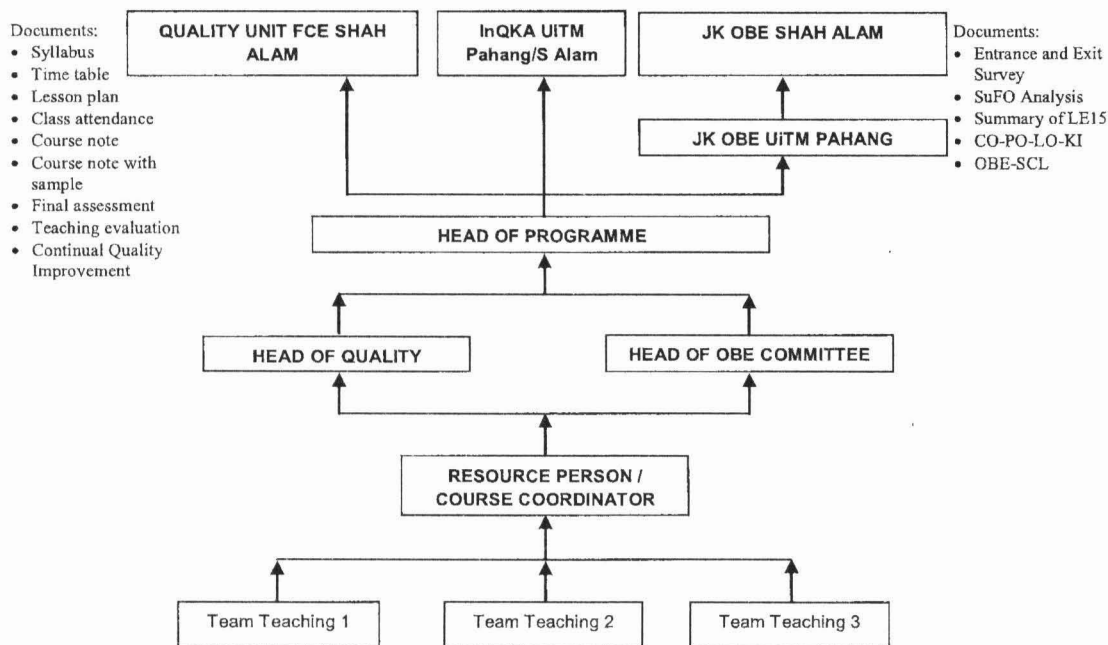 Documents:
• Syllabus
• Time table
• Lesson plan
• Class attendance
• Course note
• Course note with
sample
• Final assessment
• Teaching evaluation
• Continual Quality
Improvement
QUALITY UNIT FCE SHAH
ALAM
InQKA UITM
Pahang/S Alam
JK OBE SHAH ALAM
Documents:
• Entrance and Exit
Survey
• SuFO Analysis
• Summary of LE15
• CO-PO-LO-KI
• OBE-SCL
JK OBE UiTM PAHANG
HEAD OF PROGRAMME
HEAD OF QUALITY
HEAD OF OBE COMMITTEE
RESOURCE PERSON /
COURSE COORDINATOR
Team Teaching 1
Team Teaching 2
Team Teaching 3